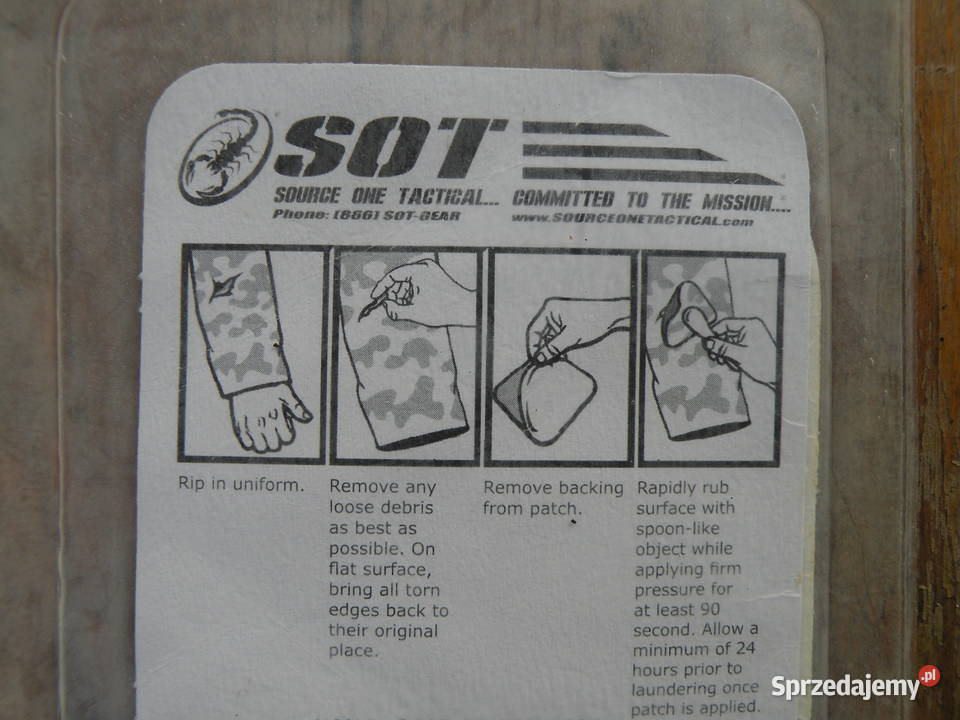 SOT
SOURCE ONE TACTICAL... COMMITTED TO THE MISSION....
Phone: (866) SOT-GEAR www.SOURCEONETACTICAL.com
Rip in uniform.
Remove any
loose debris
as best as
possible. On
flat surface,
bring all torn
edges back to
their original
place.
Remove backing
from patch.
Rapidly rub
surface with
spoon-like
object while
applying firm
pressure for
at least 90
second. Allow a
minimum of 24
hours prior to
laundering once
patch is applied.
Sprzedajemy.pl